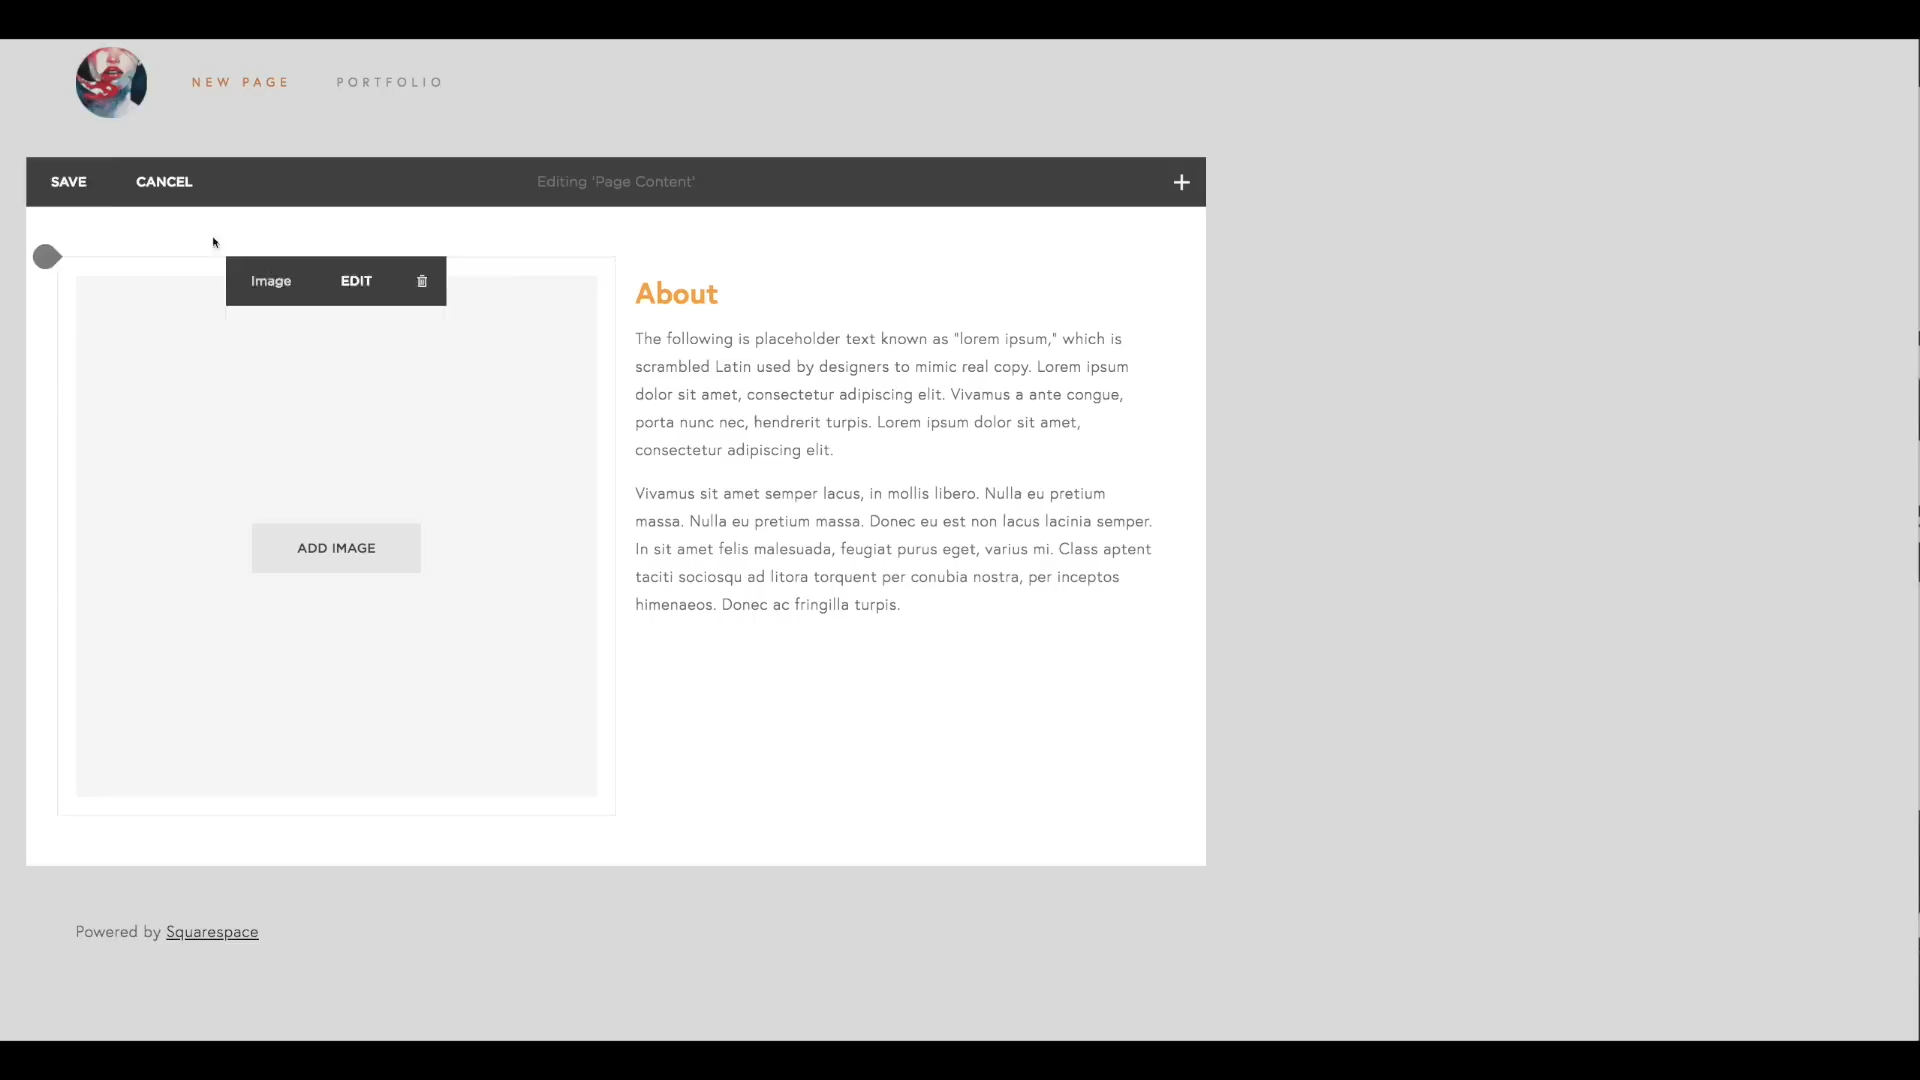 NEW PAGE
PORTFOLIO
SAVE
CANCEL
Editing 'Page Content'
Image
EDIT
ADD IMAGE
About
The following is placeholder text known as "lorem ipsum," which is
scrambled Latin used by designers to mimic real copy. Lorem ipsum
dolor sit amet, consectetur adipiscing elit. Vivamus a ante congue,
porta nunc nec, hendrerit turpis. Lorem ipsum dolor sit amet,
consectetur adipiscing elit.
Vivamus sit amet semper lacus, in mollis libero. Nulla eu pretium
massa. Nulla eu pretium massa. Donec eu est non lacus lacinia semper.
In sit amet felis malesuada, feugiat purus eget, varius mi. Class aptent
taciti sociosqu ad litora torquent per conubia nostra, per inceptos
himenaeos. Donec ac fringilla turpis.
Powered by Squarespace